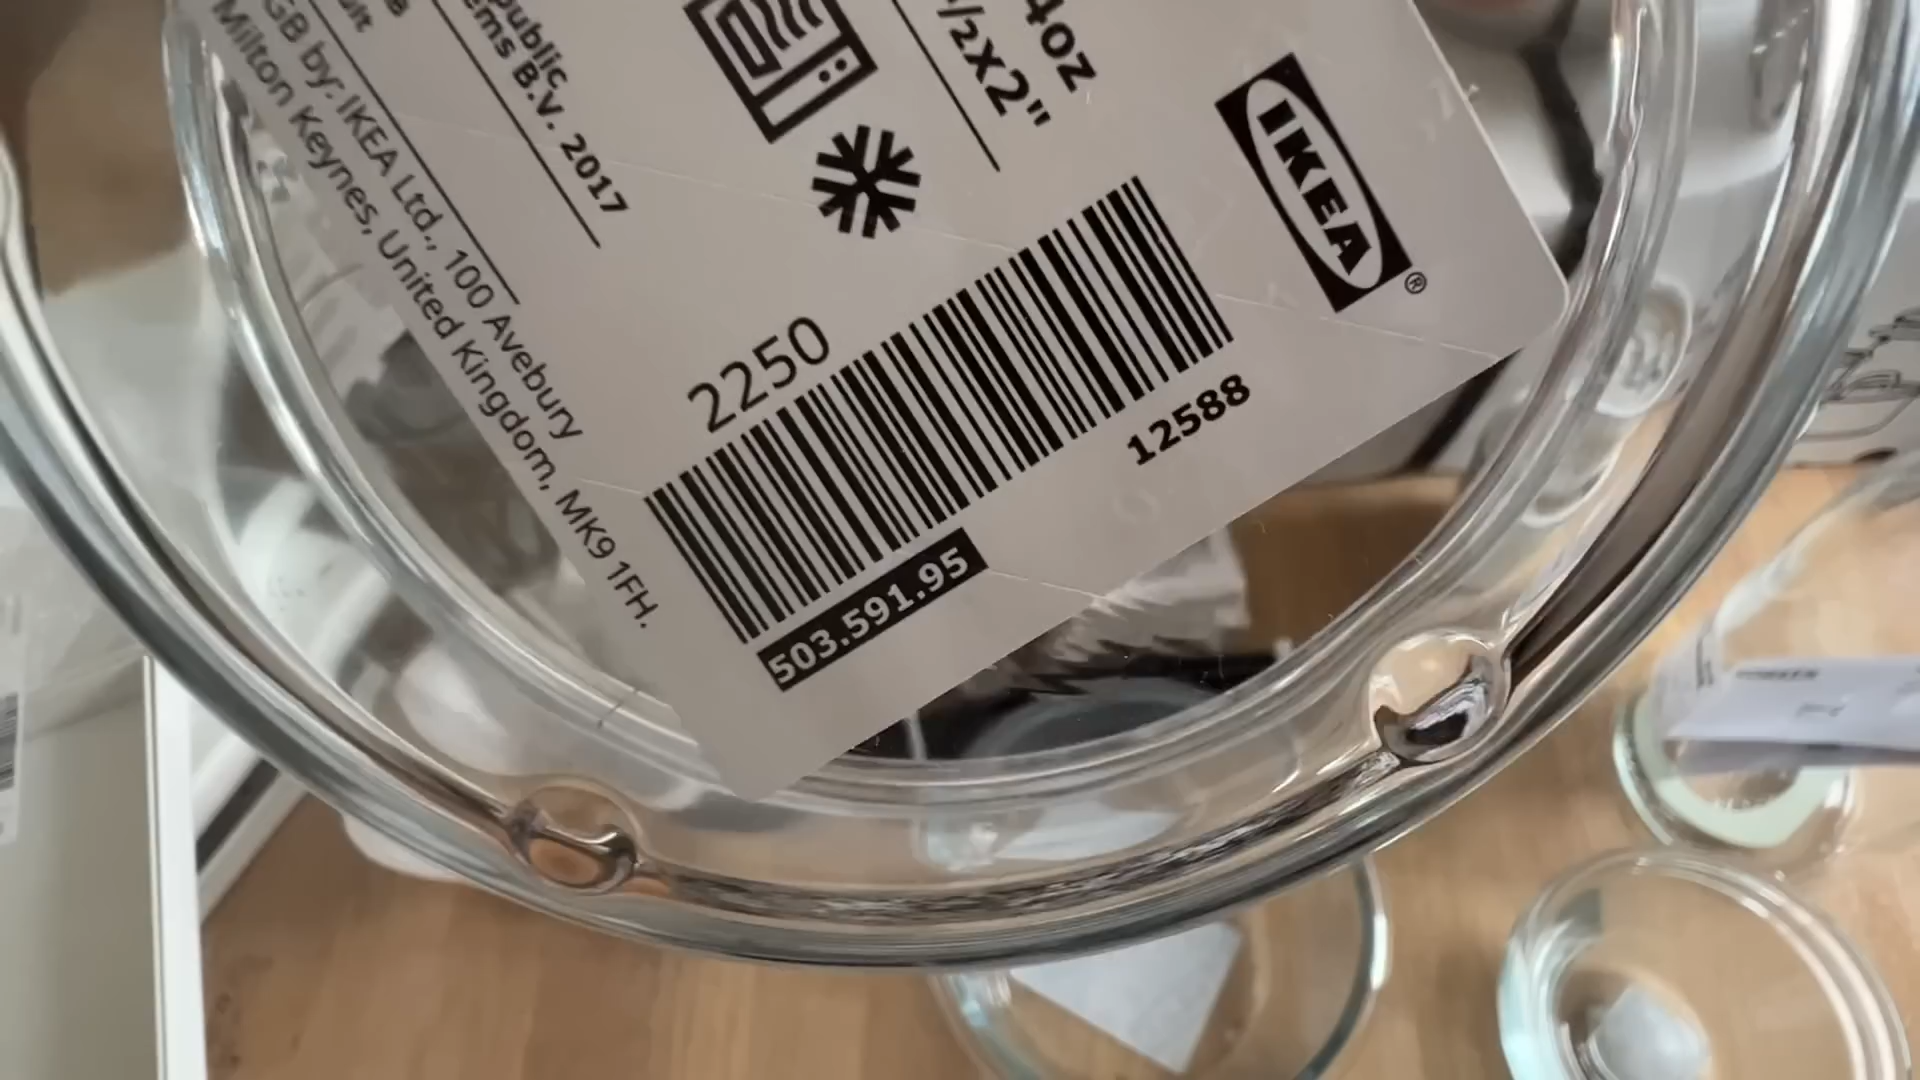 public
ems B.V. 2017
GB by: IKEA Ltd., 100 Avebury
Milton Keynes, United Kingdom, MK9 1FH.
4oz
/2x2"
IKEA®
2250
12588
503.591.95